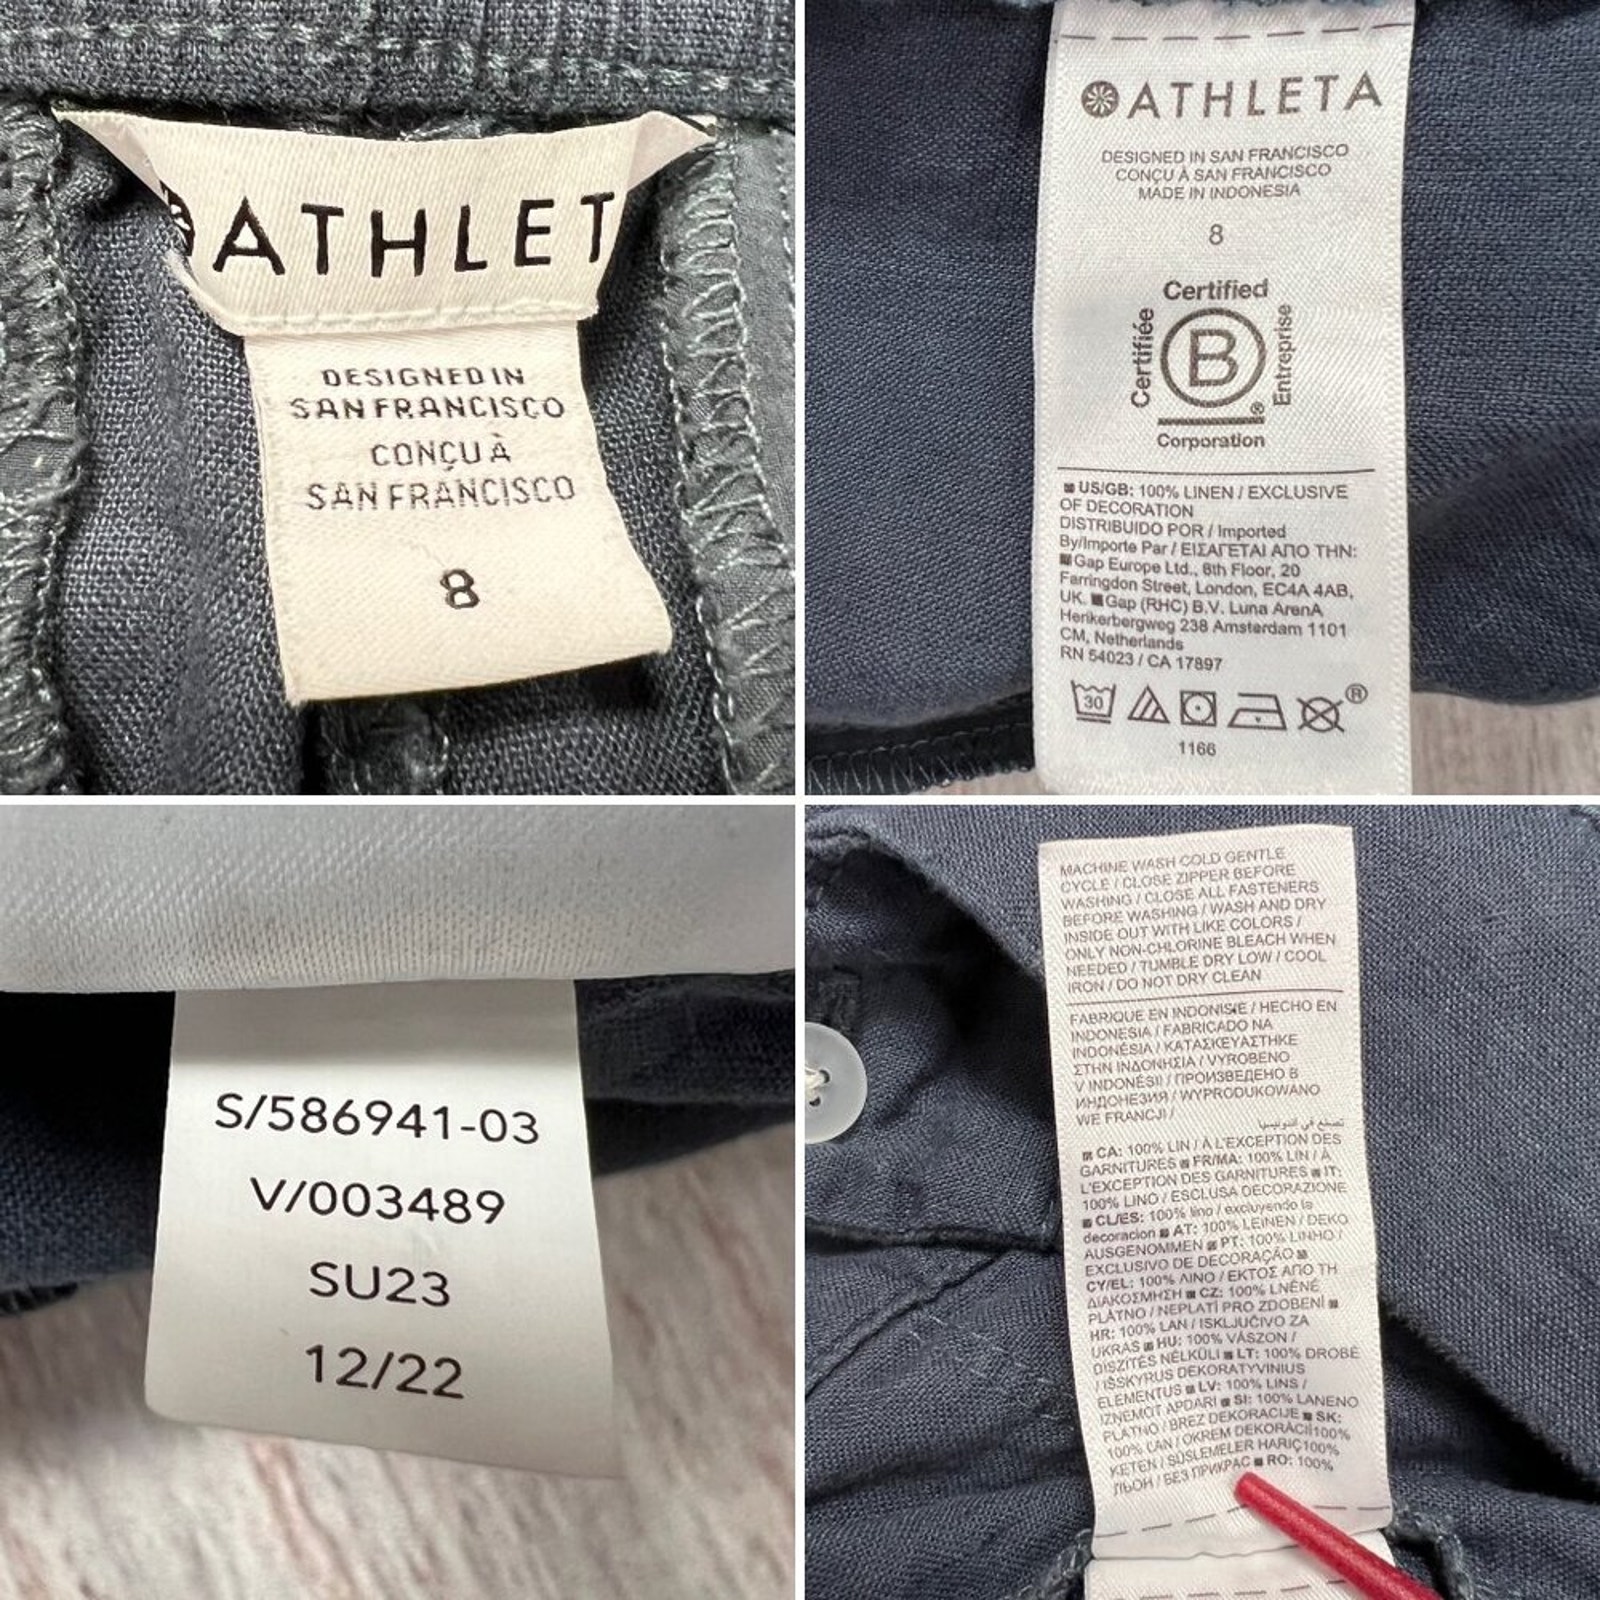 ATHLET
DESIGNED IN
SAN FRANCISCO
CONÇU À
SAN FRANCISCO
8
ATHLETA
DESIGNED IN SAN FRANCISCO
CONÇU À SAN FRANCISCO
MADE IN INDONESIA
8
Certified
Certifiée
B
Entreprise
®
Corporation
US/GB: 100% LINEN / EXCLUSIVE
OF DECORATION
DISTRIBUIDO POR / Imported
By/Importe Par / ΕΙΣΑΓΕΤΑΙ ΑΠΟ ΤΗΝ:
Gap Europe Ltd., 6th Floor, 20
Farringdon Street, London, EC4A 4AB,
UK. Gap (RHC) B.V. Luna ArenA
Herikerbergweg 238 Amsterdam 1101
CM, Netherlands
RN 54023 / CA 17897
30 ®
1166
S/586941-03
V/003489
SU23
12/22
MACHINE WASH COLD GENTLE
CYCLE / CLOSE ZIPPER BEFORE
WASHING / CLOSE ALL FASTENERS
BEFORE WASHING / WASH AND DRY
INSIDE OUT WITH LIKE COLORS /
ONLY NON-CHLORINE BLEACH WHEN
NEEDED / TUMBLE DRY LOW / COOL
IRON / DO NOT DRY CLEAN
FABRIQUE EN INDONISIE / HECHO EN
INDONESIA / FABRICADO NA
INDONÉSIA / ΚΑΤΑΣΚΕΥΑΣΤΗΚΕ
ΣΤΗΝ ΙΝΔΟΝΗΣΙΑ / VYROBENO
V INDONÉSII / ПРОИЗВЕДЕНО В
ИНДОНЕЗИЯ / WYPRODUKOWANO
WE FRANCJI /
تصنع في اندونيسيا
CA: 100% LIN / À L'EXCEPTION DES
GARNITURES FR/MA: 100% LIN / À
L'EXCEPTION DES GARNITURES IT:
100% LINO / ESCLUSA DECORAZIONE
CL/ES: 100% lino / excluyendo la
decoracion AT: 100% LEINEN / DEKO
AUSGENOMMEN PT: 100% LINHO /
EXCLUSIVO DE DECORAÇÃO
CY/EL: 100% ΛΙΝΟ / ΕΚΤΟΣ ΑΠΟ ΤΗ
ΔΙΑΚΟΣΜΗΣΗ CZ: 100% LNĚNÉ
PLÁTNO / NEPLATÍ PRO ZDOBENÍ
HR: 100% LAN / ISKLJUČIVO ZA
UKRAS HU: 100% VÁSZON /
DISZITÉS NÉLKÜLI LT: 100% DROBĖ
/ IŠSKYRUS DEKORATYVINIUS
ELEMENTUS LV: 100% LINS /
IZŅEMOT APDARI SI: 100% LANENO
PLATNO / BREZ DEKORACIJE SK:
100% ĽAN / OKREM DEKORÁCIÍ100%
KETEN / SÜSLEMELER HARİÇ100%
ЛЬОН / БЕЗ ПРИКРАС RO: 100%